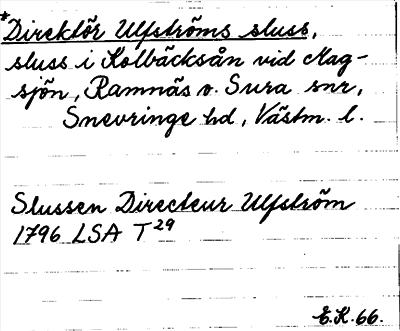 *Direktör Ulfströms sluss,
sluss i Kolbäcksån vid Mag-
sjön, Ramnäs o. Sura snr,
Snevringe hd, Västm. l.
Slussen Directeur Ulfström
1796 LSA T29
E.K.66.